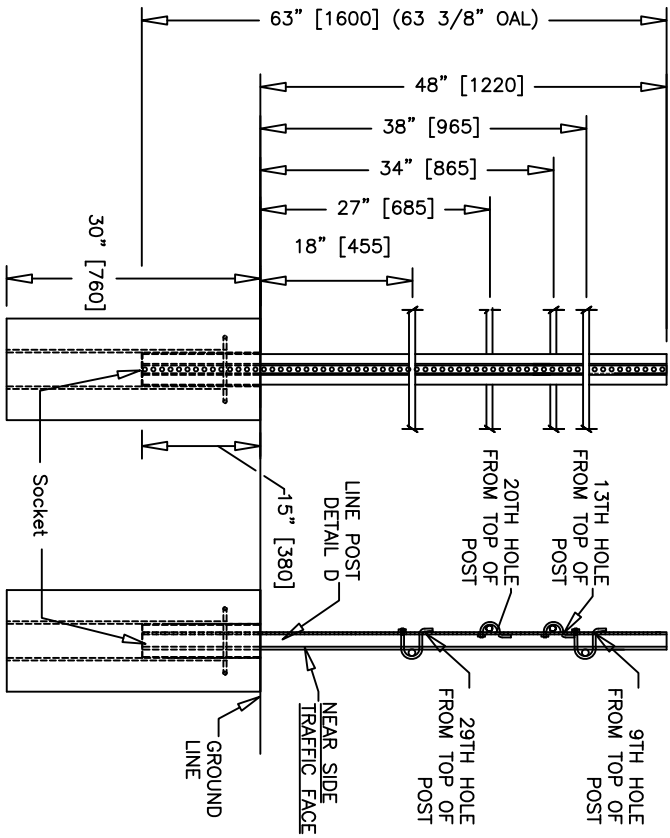 63” [1600] (63 3/8” OAL)
48” [1220]
38” [965]
34” [865]
27” [685]
18” [455]
30” [760]
15” [380]
Socket
LINE POST
DETAIL D
20TH HOLE
FROM TOP OF
POST
13TH HOLE
FROM TOP OF
POST
GROUND
LINE
NEAR SIDE
TRAFFIC FACE
29TH HOLE
FROM TOP OF
POST
9TH HOLE
FROM TOP OF
POST